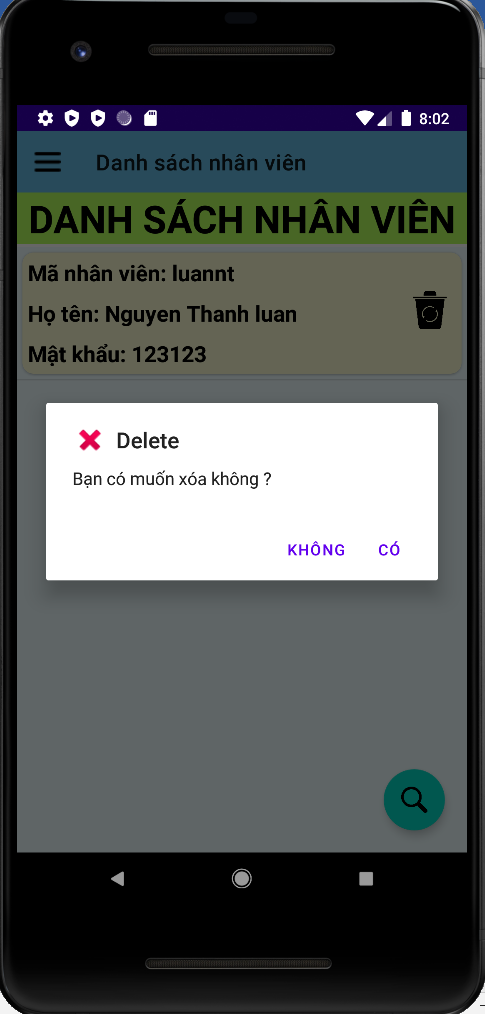 8:02
Danh sách nhân viên
DANH SÁCH NHÂN VIÊN
Mã nhân viên: luannt
Họ tên: Nguyen Thanh luan
Mật khẩu: 123123
Delete
Bạn có muốn xóa không ?
KHÔNG CÓ